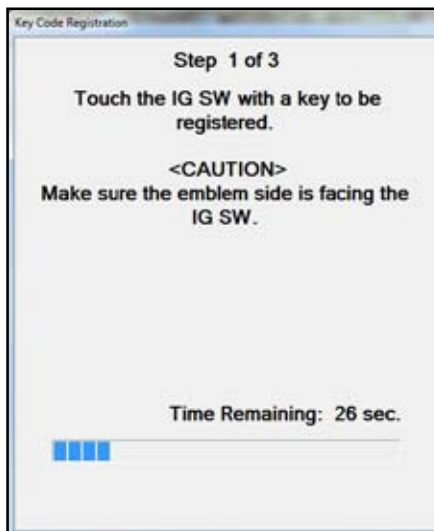 Key Code Registration
Step 1 of 3
Touch the IG SW with a key to be
registered.
<CAUTION>
Make sure the emblem side is facing the
IG SW.
Time Remaining: 26 sec.